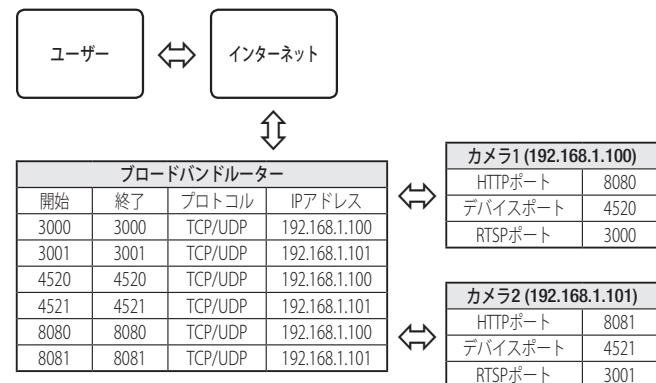 ユーザー
インターネット
ブロードバンドルーター
開始 終了 プロトコル IPアドレス
3000 3000 TCP/UDP 192.168.1.100
3001 3001 TCP/UDP 192.168.1.101
4520 4520 TCP/UDP 192.168.1.100
4521 4521 TCP/UDP 192.168.1.101
8080 8080 TCP/UDP 192.168.1.100
8081 8081 TCP/UDP 192.168.1.101
カメラ1 (192.168.1.100)
HTTPポート 8080
デバイスポート 4520
RTSPポート 3000
カメラ2 (192.168.1.101)
HTTPポート 8081
デバイスポート 4521
RTSPポート 3001